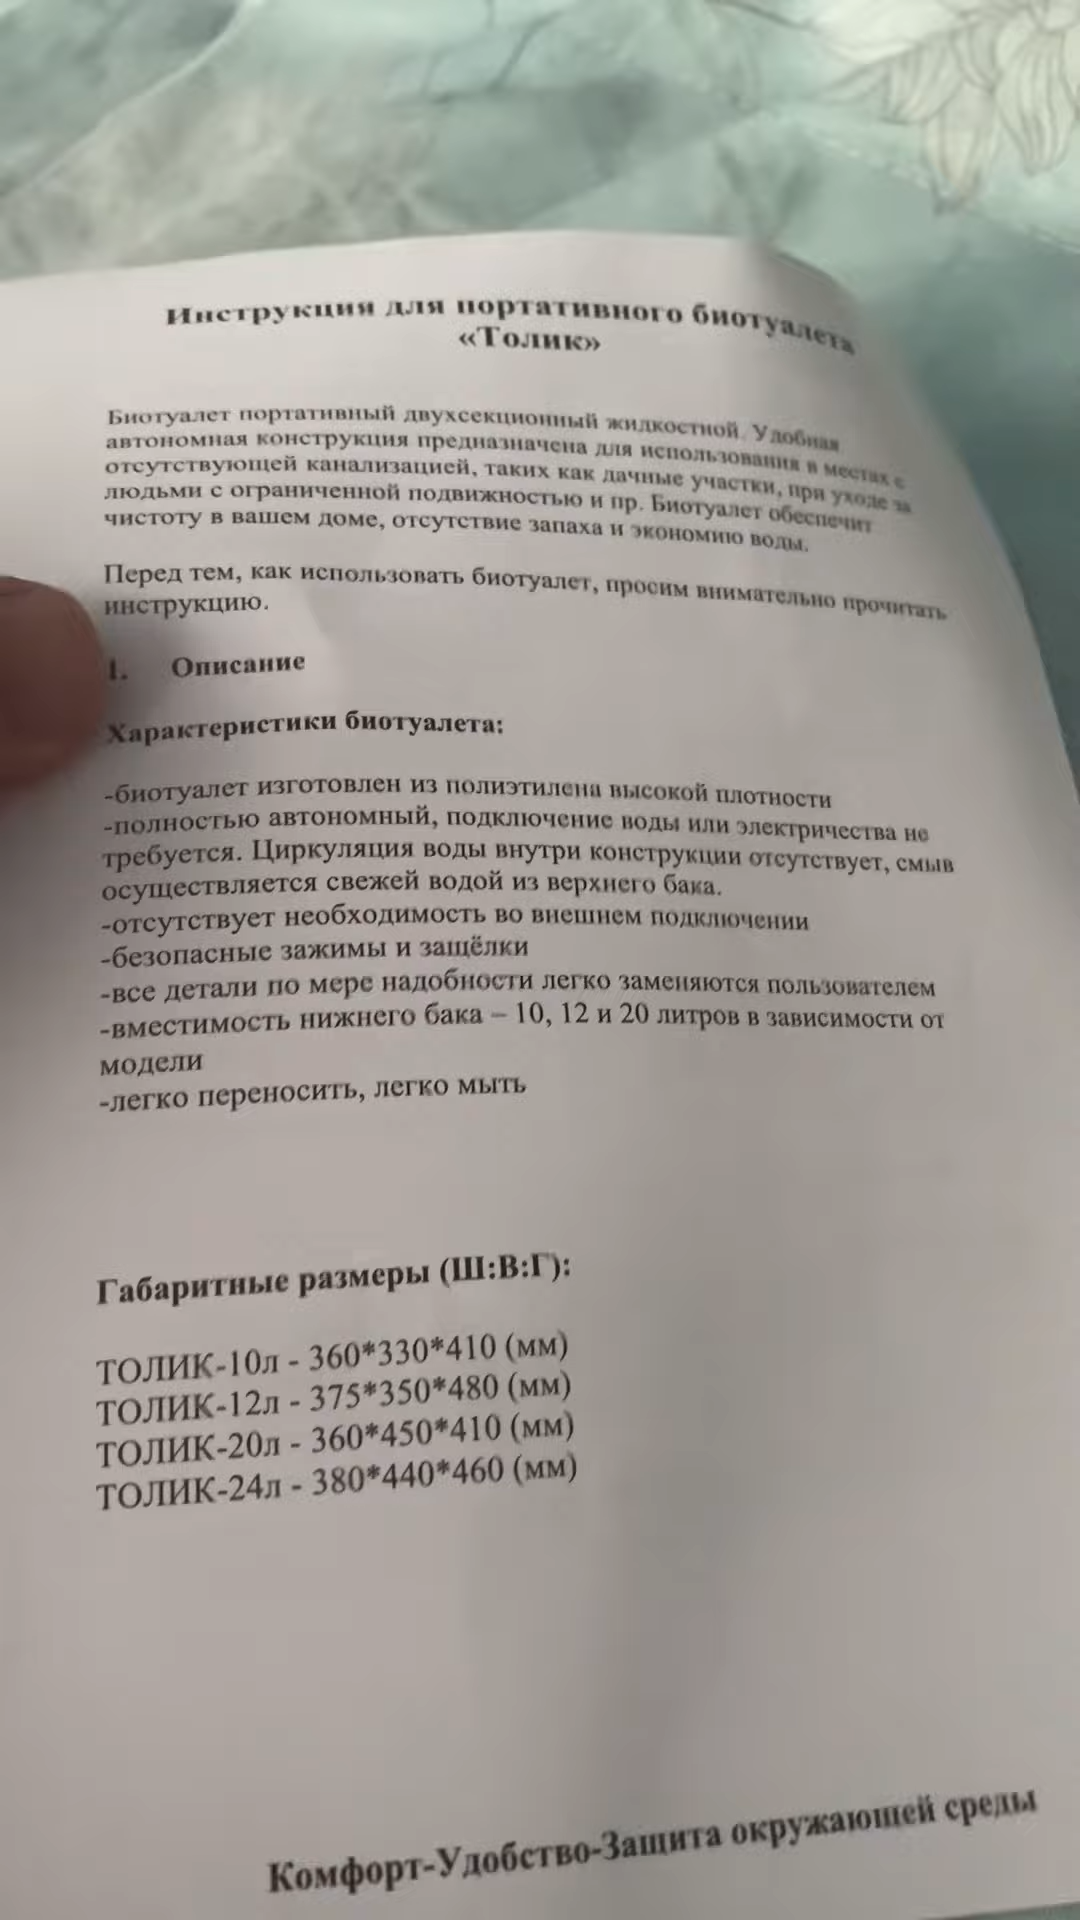 Инструкция для портативного биотуалета
«Толик»
Биотуалет портативный двухсекционный жидкостной. Удобная
автономная конструкция предназначена для использования в местах с
отсутствующей канализацией, таких как дачные участки, при уходе за
людьми с ограниченной подвижностью и пр. Биотуалет обеспечит
чистоту в вашем доме, отсутствие запаха и экономию воды.
Перед тем, как использовать биотуалет, просим внимательно прочитать
инструкцию.
1. Описание
Характеристики биотуалета:
-биотуалет изготовлен из полиэтилена высокой плотности
-полностью автономный, подключение воды или электричества не
требуется. Циркуляция воды внутри конструкции отсутствует, смыв
осуществляется свежей водой из верхнего бака.
-отсутствует необходимость во внешнем подключении
-безопасные зажимы и защёлки
-все детали по мере надобности легко заменяются пользователем
-вместимость нижнего бака – 10, 12 и 20 литров в зависимости от
модели
-легко переносить, легко мыть
Габаритные размеры (Ш:В:Г):
ТОЛИК-10л - 360*330*410 (мм)
ТОЛИК-12л - 375*350*480 (мм)
ТОЛИК-20л - 360*450*410 (мм)
ТОЛИК-24л - 380*440*460 (мм)
Комфорт-Удобство-Защита окружающей среды